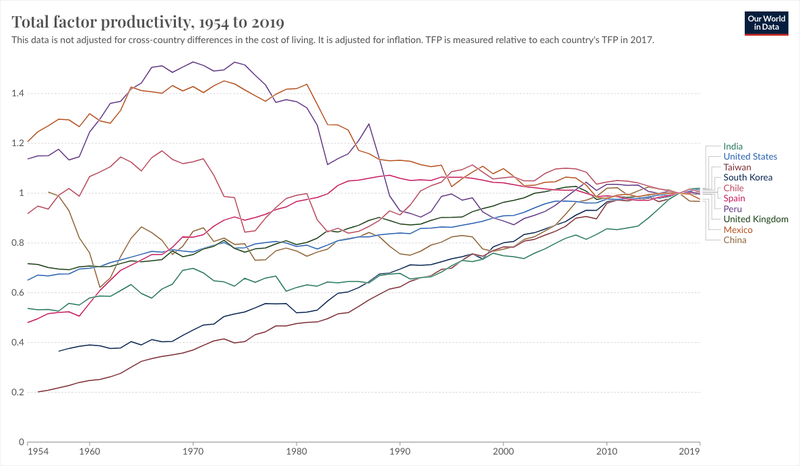 Total factor productivity, 1954 to 2019
Our World
in Data
This data is not adjusted for cross-country differences in the cost of living. It is adjusted for inflation. TFP is measured relative to each country's TFP in 2017.
1.4
1.2
1
0.8
0.6
0.4
0.2
0
1954
1960
1970
1980
1990
2000
2010
2019
India
United States
Taiwan
South Korea
Chile
Spain
Peru
United Kingdom
Mexico
China